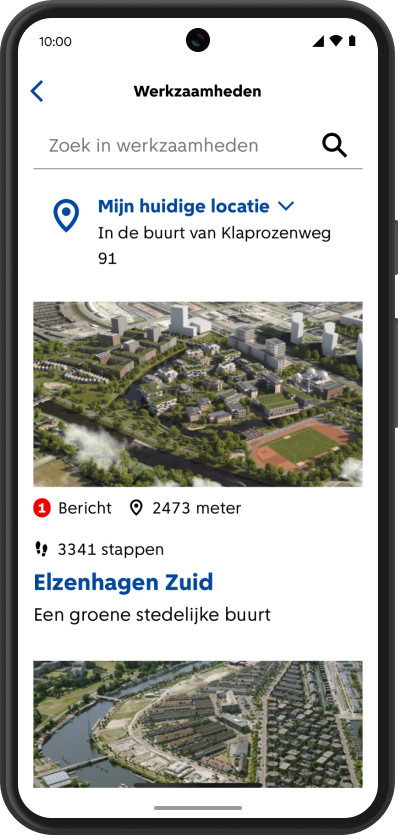 10:00
Werkzaamheden
Zoek in werkzaamheden
Mijn huidige locatie
In de buurt van Klaprozenweg
91
1 Bericht 2473 meter
3341 stappen
Elzenhagen Zuid
Een groene stedelijke buurt